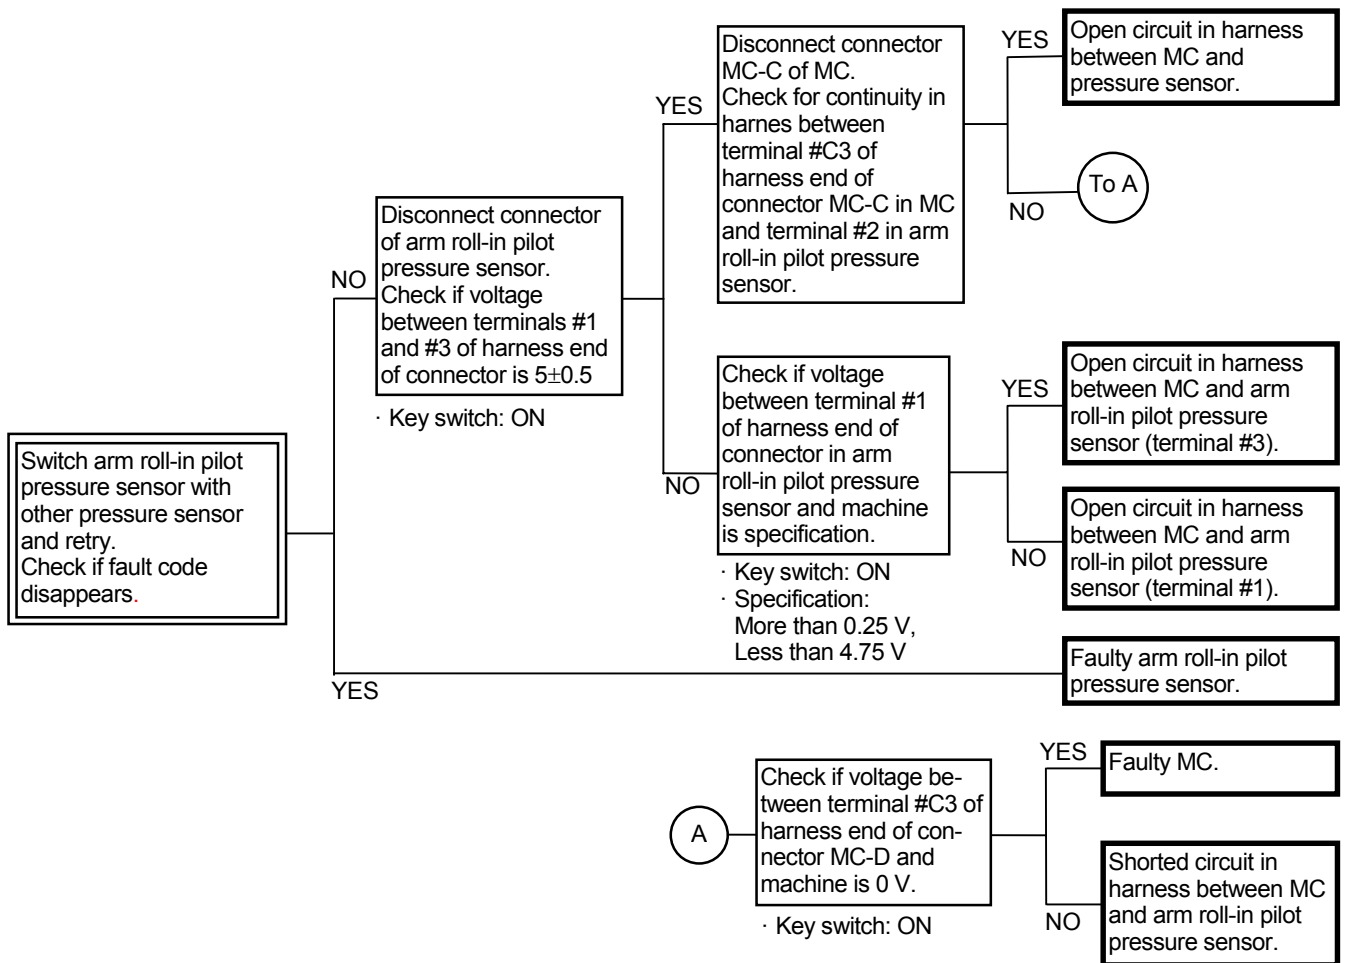 Switch arm roll-in pilot
pressure sensor with
other pressure sensor
and retry.
Check if fault code
disappears.
NO
Disconnect connector
of arm roll-in pilot
pressure sensor.
Check if voltage
between terminals #1
and #3 of harness end
of connector is 5±0.5
· Key switch: ON
YES
Disconnect connector
MC-C of MC.
Check for continuity in
harnes between
terminal #C3 of
harness end of
connector MC-C in MC
and terminal #2 in arm
roll-in pilot pressure
sensor.
YES
Open circuit in harness
between MC and
pressure sensor.
NO
To A
NO
Check if voltage
between terminal #1
of harness end of
connector in arm
roll-in pilot pressure
sensor and machine
is specification.
· Key switch: ON
· Specification:
More than 0.25 V,
Less than 4.75 V
YES
Open circuit in harness
between MC and arm
roll-in pilot pressure
sensor (terminal #3).
NO
Open circuit in harness
between MC and arm
roll-in pilot pressure
sensor (terminal #1).
YES
Faulty arm roll-in pilot
pressure sensor.
A
Check if voltage be-
tween terminal #C3 of
harness end of con-
nector MC-D and
machine is 0 V.
· Key switch: ON
YES
Faulty MC.
NO
Shorted circuit in
harness between MC
and arm roll-in pilot
pressure sensor.